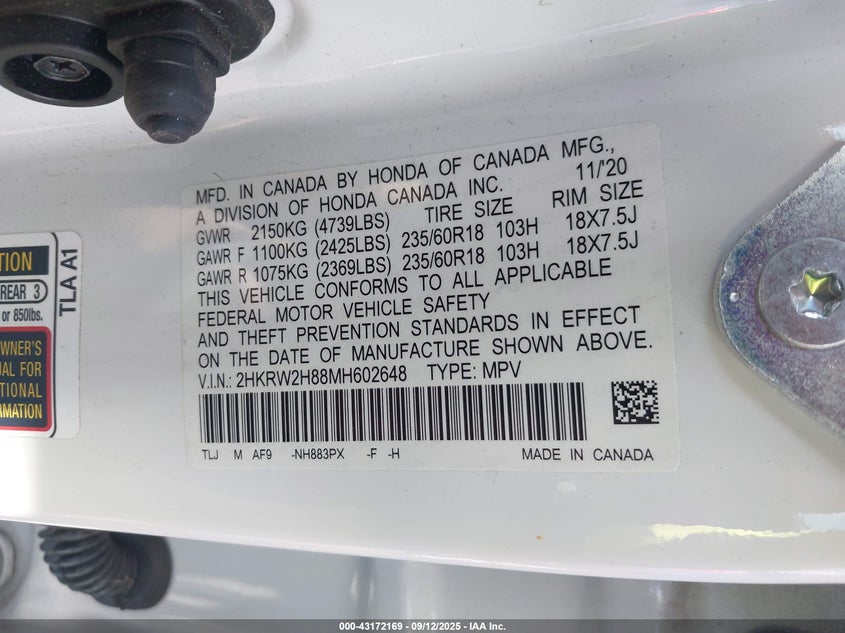 MFD. IN CANADA BY HONDA OF CANADA MFG.,
A DIVISION OF HONDA CANADA INC. 11/'20
GVWR 2150KG (4739LBS) TIRE SIZE RIM SIZE
GAWR F 1100KG (2425LBS) 235/60R18 103H 18X7.5J
GAWR R 1075KG (2369LBS) 235/60R18 103H 18X7.5J
THIS VEHICLE CONFORMS TO ALL APPLICABLE
FEDERAL MOTOR VEHICLE SAFETY
AND THEFT PREVENTION STANDARDS IN EFFECT
ON THE DATE OF MANUFACTURE SHOWN ABOVE.
V.I.N.: 2HKRW2H88MH602648 TYPE: MPV
TLJ M AF9 -NH883PX -F -H MADE IN CANADA
TION
REAR 3
or 850lbs.
WNER'S
AL FOR
TIONAL
RMATION
TLA A1
000-43172169 - 09/12/2025 - IAA Inc.